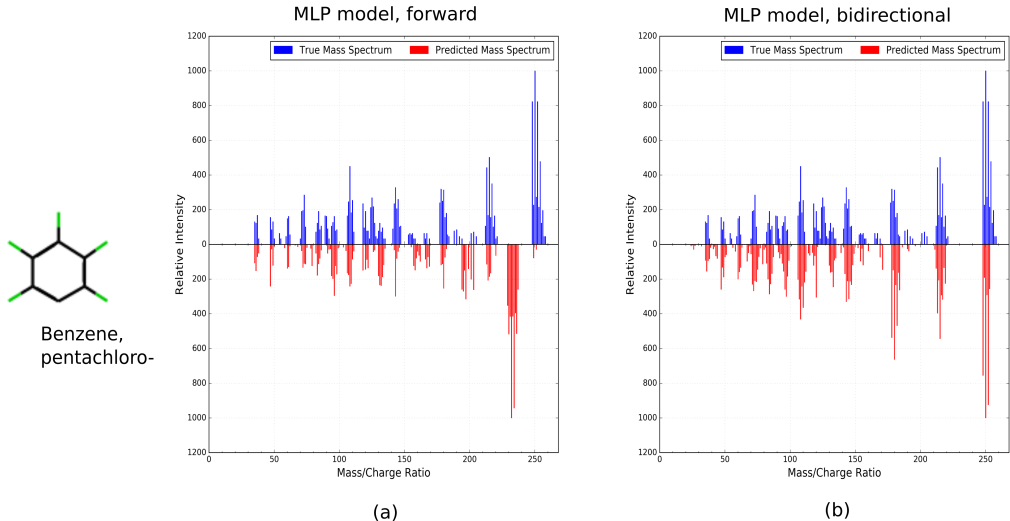 MLP model, forward
MLP model, bidirectional
True Mass Spectrum
Predicted Mass Spectrum
1200
1000
800
600
400
200
0
200
400
600
800
1000
1200
Relative Intensity
0
50
100
150
200
250
Mass/Charge Ratio
True Mass Spectrum
Predicted Mass Spectrum
1200
1000
800
600
400
200
0
200
400
600
800
1000
1200
Relative Intensity
0
50
100
150
200
250
Mass/Charge Ratio
Benzene,
pentachloro-
(a)
(b)